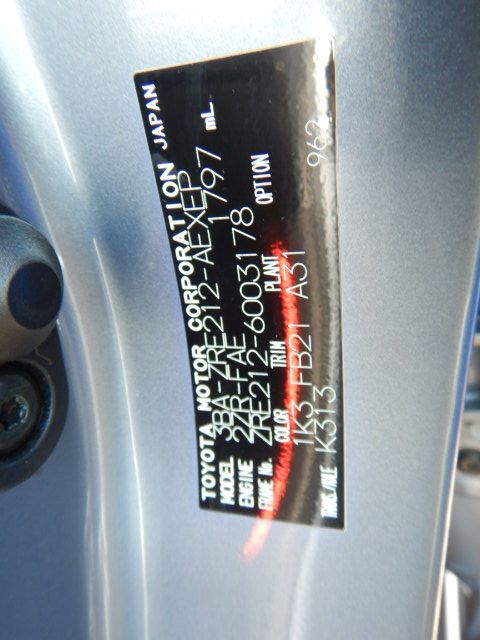 TOYOTA MOTOR CORPORATION JAPAN
MODEL 3BA-ZRE212-AEXEP
ENGINE 2ZR-FAE 1797 mL
FRAME No. ZRE212-6003178
COLOR TRIM PLANT OPTION
1K3 FB21 A31 962
TRANS/AXLE K313